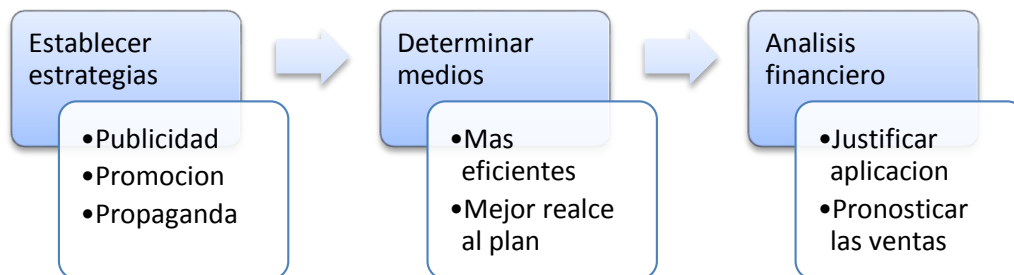 Establecer
estrategias
•Publicidad
•Promocion
•Propaganda
Determinar
medios
•Mas
eficientes
•Mejor realce
al plan
Analisis
financiero
•Justificar
aplicacion
•Pronosticar
las ventas